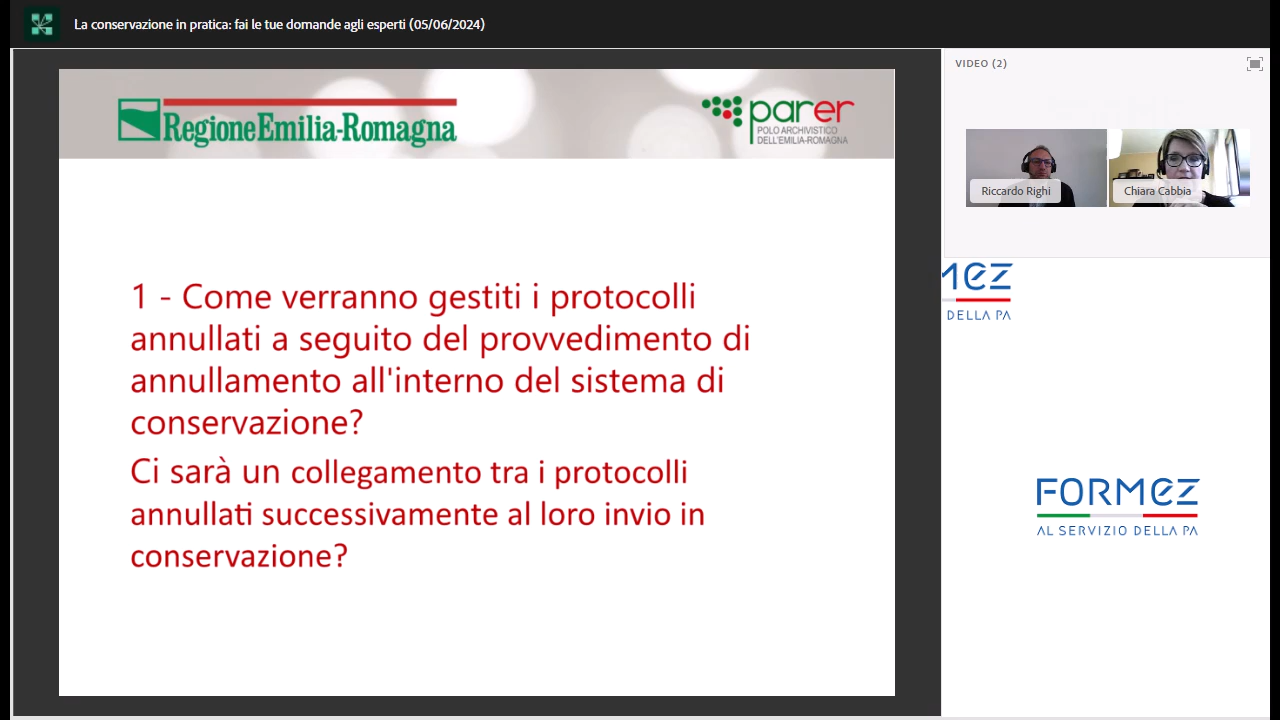 La conservazione in pratica: fai le tue domande agli esperti (05/06/2024)
RegioneEmilia-Romagna
parer
POLO ARCHIVISTICO
DELL'EMILIA-ROMAGNA
1 - Come verranno gestiti i protocolli
annullati a seguito del provvedimento di
annullamento all'interno del sistema di
conservazione?
Ci sarà un collegamento tra i protocolli
annullati successivamente al loro invio in
conservazione?
VIDEO (2)
Riccardo Righi
Chiara Cabbia
MEZ
DELLA PA
FORMEZ
AL SERVIZIO DELLA PA